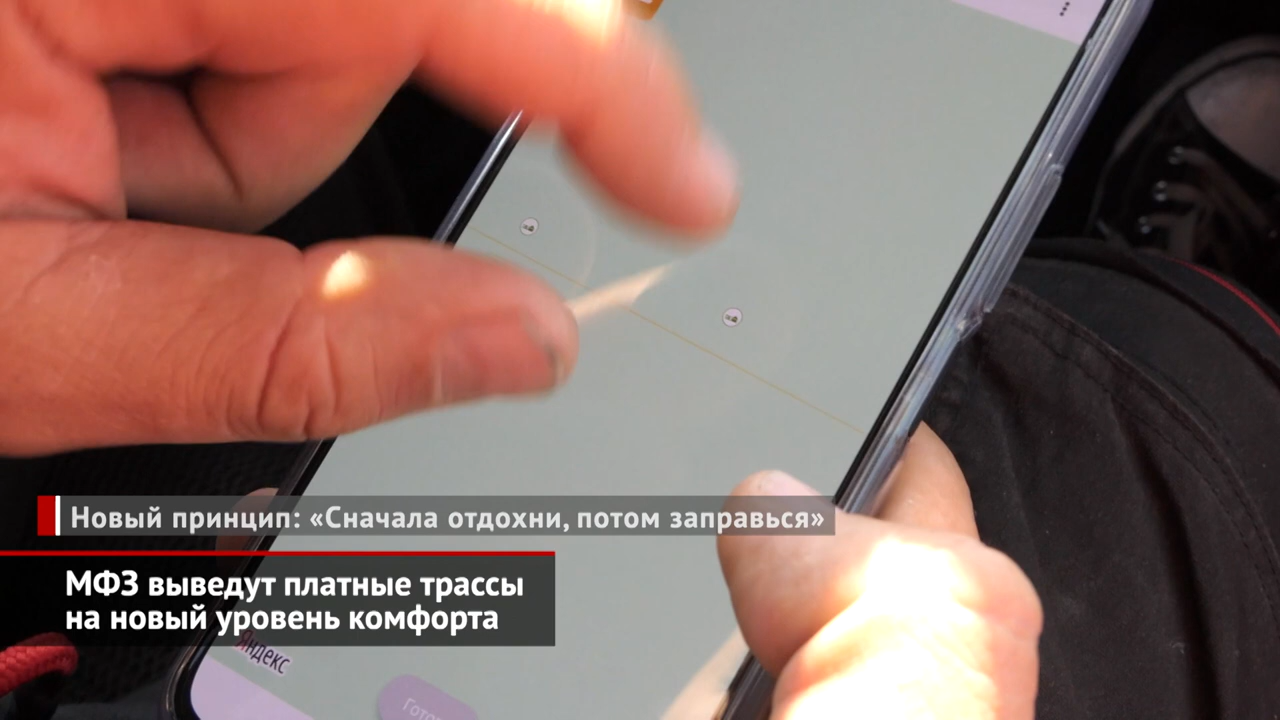 Новый принцип: «Сначала отдохни, потом заправься»
МФЗ выведут платные трассы
на новый уровень комфорта
Яндекс